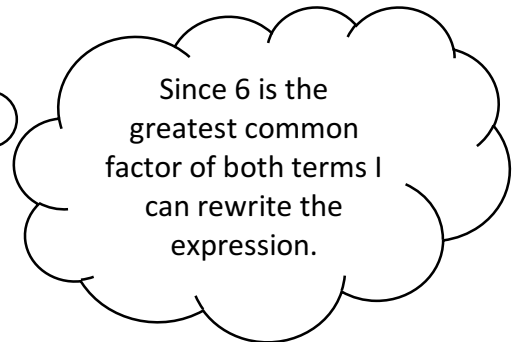 Since 6 is the
greatest common
factor of both terms I
can rewrite the
expression.